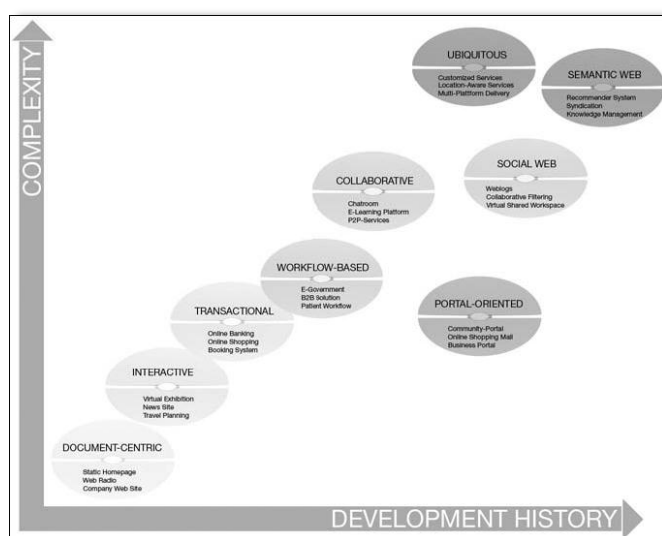 COMPLEXITY
UBIQUITOUS
Customized Services
Location-Aware Services
Multi-Plattform Delivery
SEMANTIC WEB
Recommender System
Syndication
Knowledge Management
SOCIAL WEB
Weblogs
Collaborative Filtering
Virtual Shared Workspace
COLLABORATIVE
Chatroom
E-Learning Platform
P2P-Services
WORKFLOW-BASED
E-Government
B2B Solution
Patient Workflow
PORTAL-ORIENTED
Community-Portal
Online Shopping Mall
Business Portal
TRANSACTIONAL
Online Banking
Online Shopping
Booking System
INTERACTIVE
Virtual Exhibition
News Site
Travel Planning
DOCUMENT-CENTRIC
Static Homepage
Web Radio
Company Web Site
DEVELOPMENT HISTORY